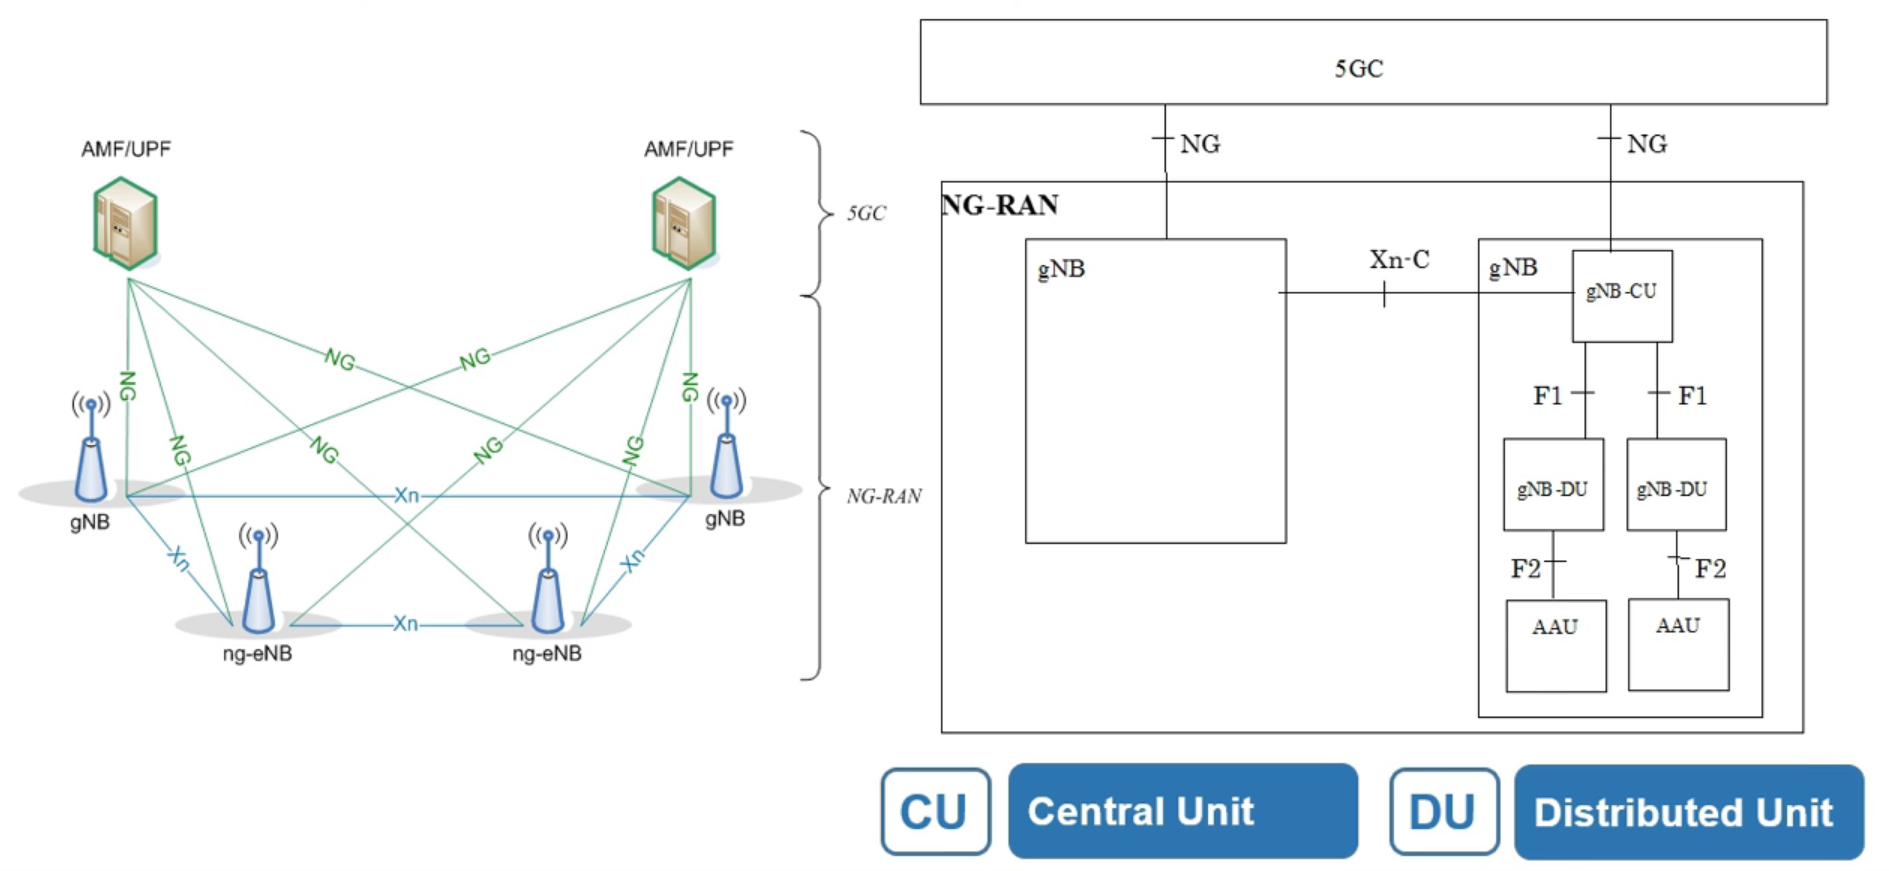 AMF/UPF
AMF/UPF
5GC
NG
NG
NG
NG
NG
NG
NG
NG
Xn
gNB
gNB
NG-RAN
Xn
Xn
Xn
ng-eNB
ng-eNB
5GC
NG
NG
NG-RAN
gNB
Xn-C
gNB
gNB-CU
F1
F1
gNB-DU
gNB-DU
F2
F2
AAU
AAU
CU
Central Unit
DU
Distributed Unit